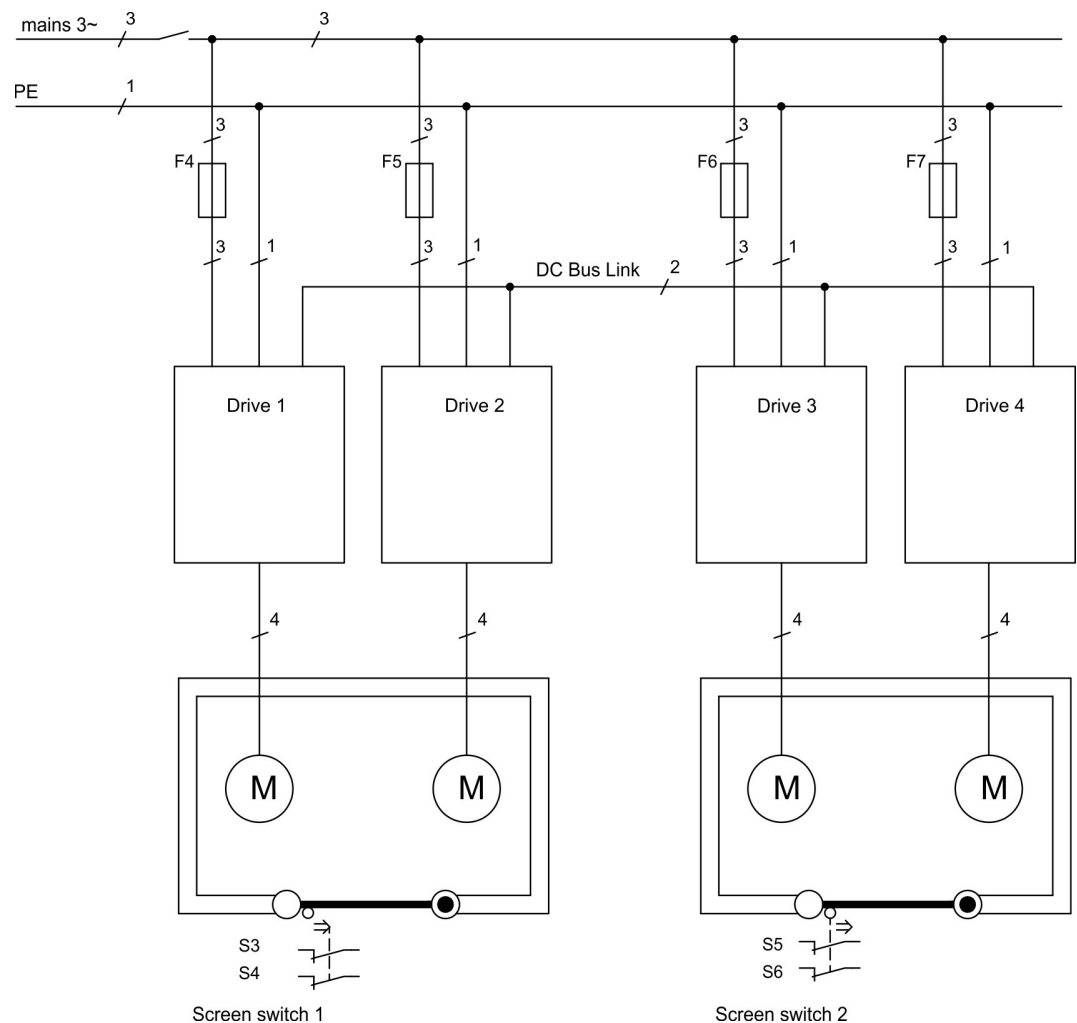 mains 3~ 3 3
PE 1
3 3 3 3
F4 F5 F6 F7
3 1 3 1 3 1 3 1
DC Bus Link 2
Drive 1 Drive 2 Drive 3 Drive 4
4 4 4 4
M M M M
S3 S5
S4 S6
Screen switch 1 Screen switch 2